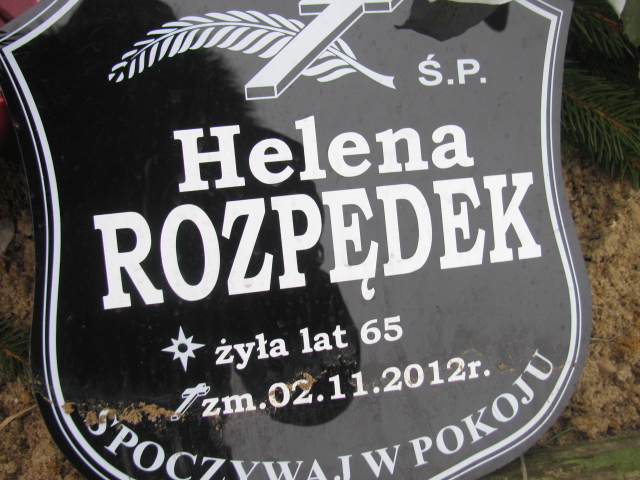 Ś.P.
Helena
ROZPĘDEK
żyła lat 65
zm.02.11.2012r.
SPOCZYWAJ W POKOJU